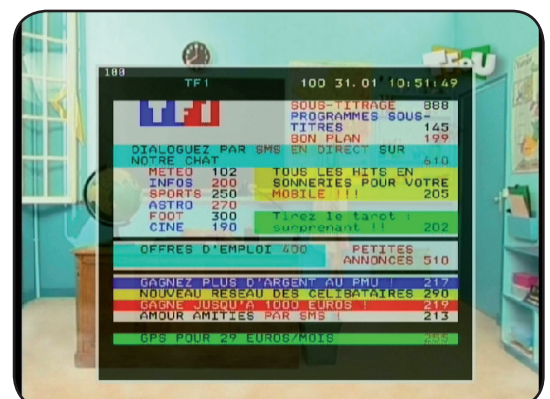 TFOU
100
TF1 100 31.01 10:51:49
TF1
SOUS-TITRAGE 888
PROGRAMMES SOUS-
TITRES 145
BON PLAN 199
DIALOGUEZ PAR SMS EN DIRECT SUR
NOTRE CHAT 610
METEO 102
INFOS 200
SPORTS 250
ASTRO 270
FOOT 300
CINE 190
TOUS LES HITS EN
SONNERIES POUR VOTRE
MOBILE !!! 205
Tirez le tarot :
surprenant !! 202
OFFRES D'EMPLOI 400
PETITES
ANNONCES 510
GAGNEZ PLUS D'ARGENT AU PMU ! 217
NOUVEAU RESEAU DES CELIBATAIRES 290
GAGNE JUSQU'A 1000 EUROS ! 219
AMOUR AMITIES PAR SMS ! 213
GPS POUR 29 EUROS/MOIS 255